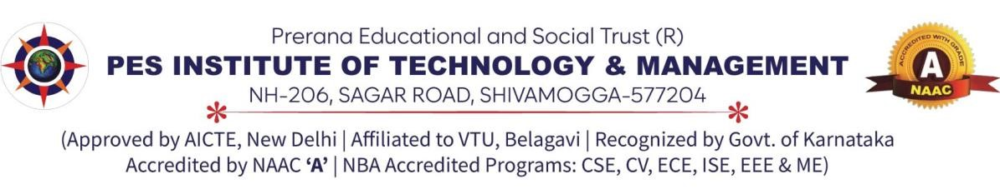 Prerana Educational and Social Trust (R)
PES INSTITUTE OF TECHNOLOGY & MANAGEMENT
NH-206, SAGAR ROAD, SHIVAMOGGA-577204
(Approved by AICTE, New Delhi | Affiliated to VTU, Belagavi | Recognized by Govt. of Karnataka
Accredited by NAAC ‘A’ | NBA Accredited Programs: CSE, CV, ECE, ISE, EEE & ME)
ACCREDITED WITH GRADE
A
NAAC